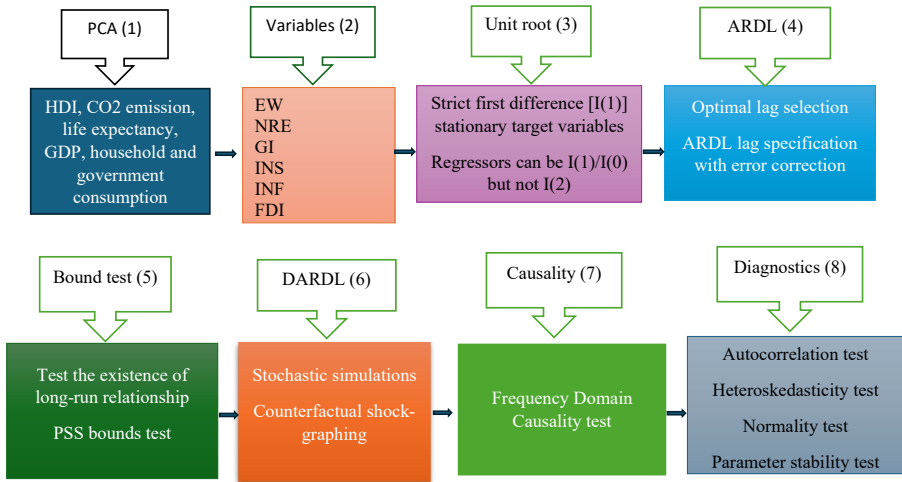 PCA (1)
HDI, CO2 emission,
life expectancy,
GDP, household and
government
consumption
Variables (2)
EW
NRE
GI
INS
INF
FDI
Unit root (3)
Strict first difference [I(1)]
stationary target variables
Regressors can be I(1)/I(0)
but not I(2)
ARDL (4)
Optimal lag selection
ARDL lag specification
with error correction
Bound test (5)
Test the existence of
long-run relationship
PSS bounds test
DARDL (6)
Stochastic simulations
Counterfactual shock-
graphing
Causality (7)
Frequency Domain
Causality test
Diagnostics (8)
Autocorrelation test
Heteroskedasticity test
Normality test
Parameter stability test